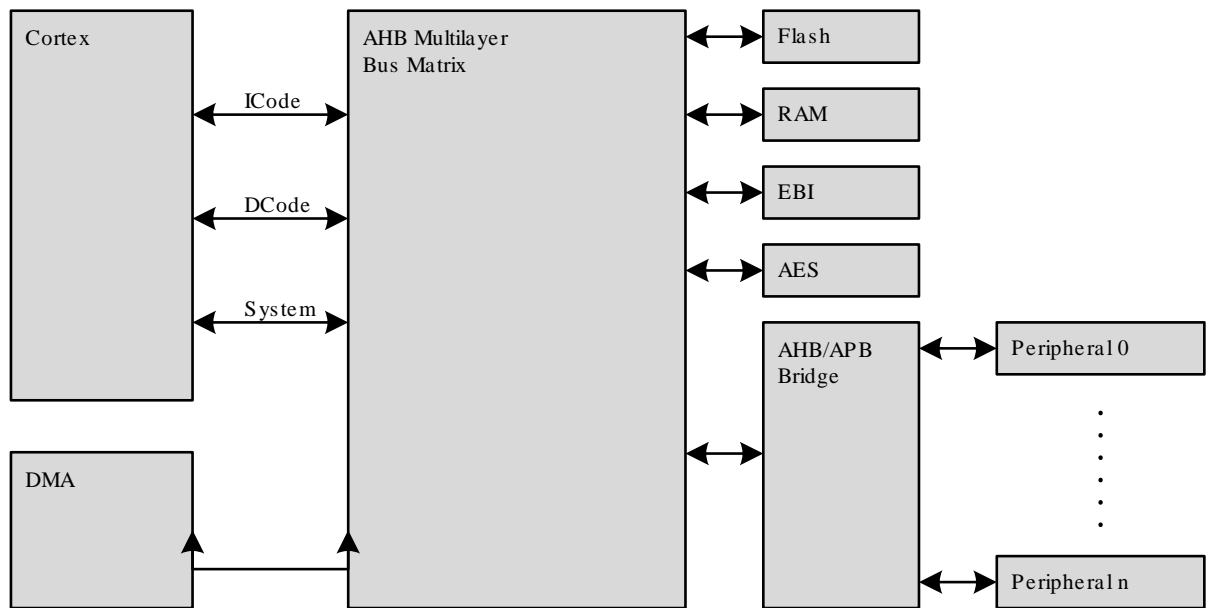 Cortex
ICode
DCode
System
DMA
AHB Multilayer
Bus Matrix
Flash
RAM
EBI
AES
AHB/APB
Bridge
Peripheral 0
Peripheral n